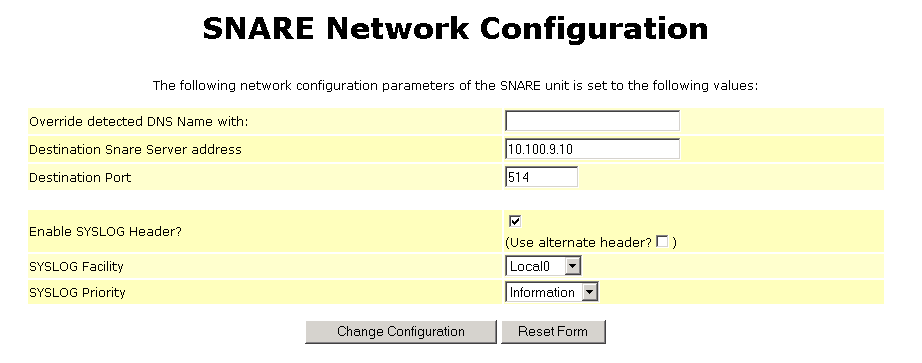 SNARE Network Configuration
The following network configuration parameters of the SNARE unit is set to the following values:
Override detected DNS Name with:
Destination Snare Server address 10.100.9.10
Destination Port 514
Enable SYSLOG Header?
(Use alternate header? )
SYSLOG Facility Local0
SYSLOG Priority Information
Change Configuration Reset Form